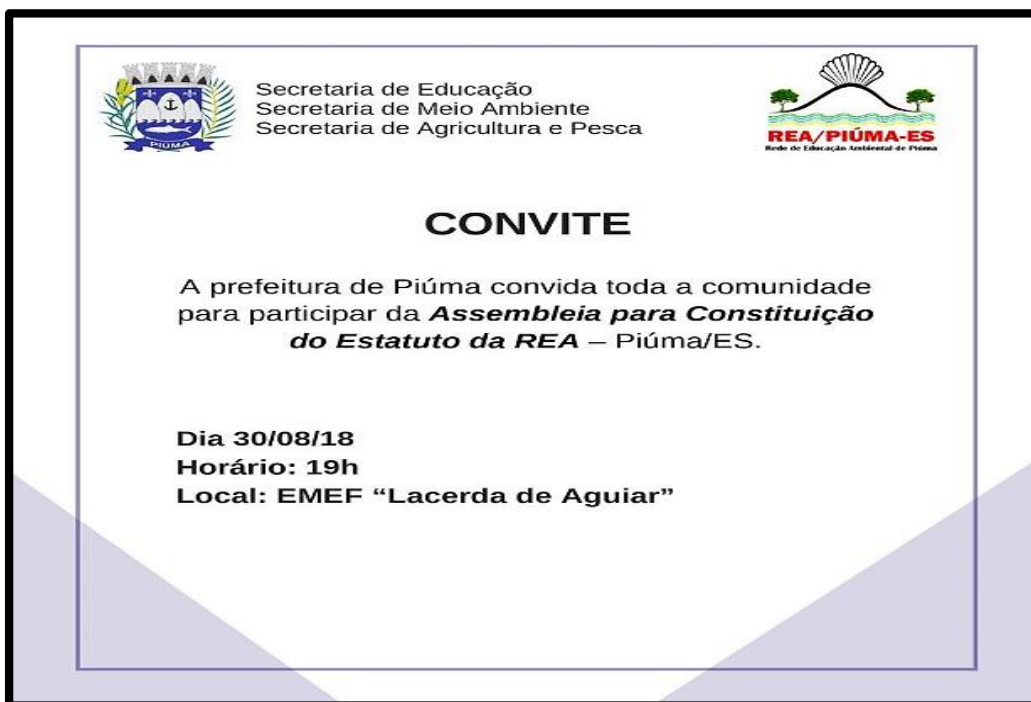 Secretaria de Educação
Secretaria de Meio Ambiente
Secretaria de Agricultura e Pesca
PIÚMA
REA/PIÚMA-ES
Rede de Educação Ambiental de Piúma
CONVITE
A prefeitura de Piúma convida toda a comunidade
para participar da Assembleia para Constituição
do Estatuto da REA – Piúma/ES.
Dia 30/08/18
Horário: 19h
Local: EMEF “Lacerda de Aguiar”